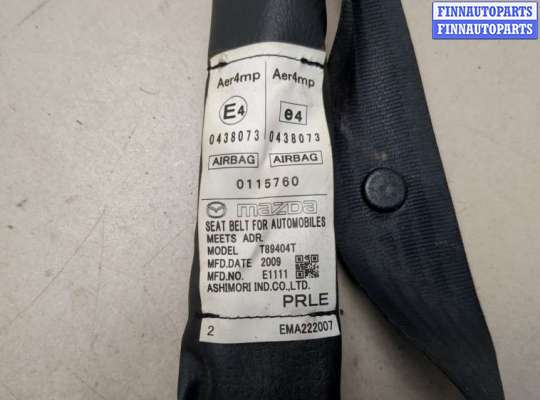 FINNAUTOPARTS
FINNAUTOPARTS
Aer4mp Aer4mp
E4 e4
0438073 0438073
AIRBAG AIRBAG
0115760
mazda
SEAT BELT FOR AUTOMOBILES
MEETS ADR.
MODEL T89404T
MFD.DATE 2009
MFD.NO. E1111
ASHIMORI IND.CO.,LTD.
PRLE
2 EMA222007